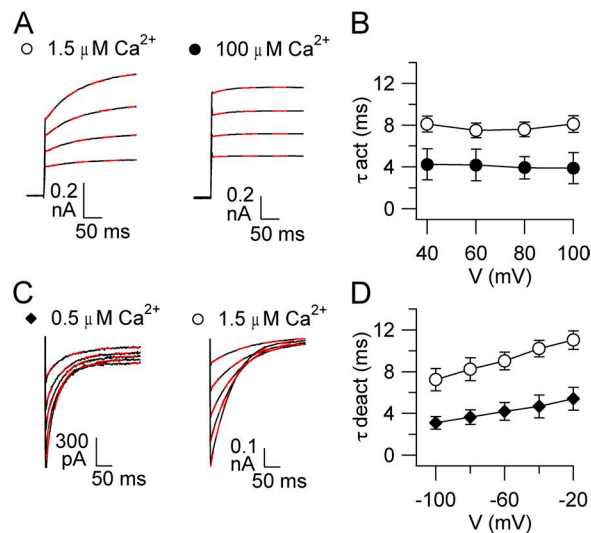 A
○ 1.5 μM Ca²⁺
● 100 μM Ca²⁺
0.2
nA
50 ms
0.2
nA
50 ms
B
τ act (ms)
12
8
4
0
40
60
80
100
V (mV)
C
◆ 0.5 μM Ca²⁺
○ 1.5 μM Ca²⁺
300
pA
50 ms
0.1
nA
50 ms
D
τ deact (ms)
12
8
4
0
-100
-60
-20
V (mV)